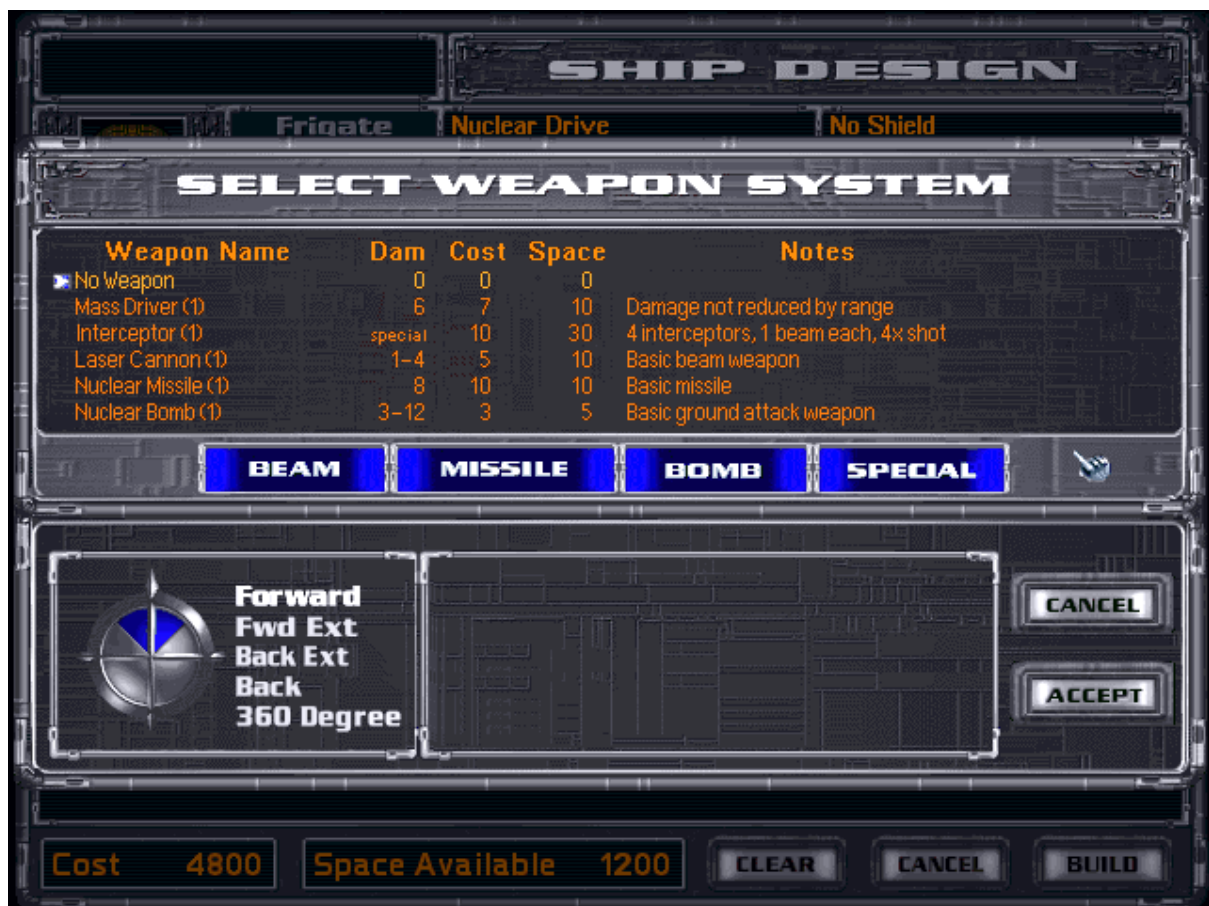 SHIP DESIGN
Frigate Nuclear Drive No Shield
SELECT WEAPON SYSTEM
Weapon Name Dam Cost Space Notes
No Weapon 0 0 0
Mass Driver (1) 6 7 10 Damage not reduced by range
Interceptor (1) special 10 30 4 interceptors, 1 beam each, 4x shot
Laser Cannon (1) 1-4 5 10 Basic beam weapon
Nuclear Missile (1) 8 10 10 Basic missile
Nuclear Bomb (1) 3-12 3 5 Basic ground attack weapon
BEAM MISSILE BOMB SPECIAL
Forward
Fwd Ext
Back Ext
Back
360 Degree
CANCEL
ACCEPT
Cost 4800 Space Available 1200 CLEAR CANCEL BUILD